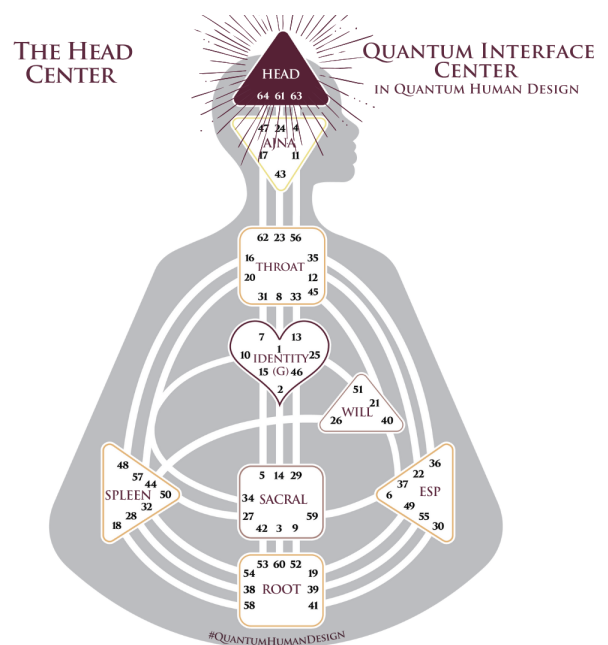 THE HEAD
CENTER
QUANTUM INTERFACE
CENTER
IN QUANTUM HUMAN DESIGN
HEAD
64 61 63
47 24 4
AJNA
17 11
43
62 23 56
16 35
THROAT
20 12
45
31 8 33
7 13
1
10 IDENTITY 25
15 (G) 46
2
51
21
WILL
26 40
48
57
44
SPLEEN 50
32
28
18
5 14 29
34 SACRAL
27 59
42 3 9
36
22
37
6 ESP
49
55
30
53 60 52
54 19
38 ROOT 39
58 41
#QUANTUMHUMANDESIGN